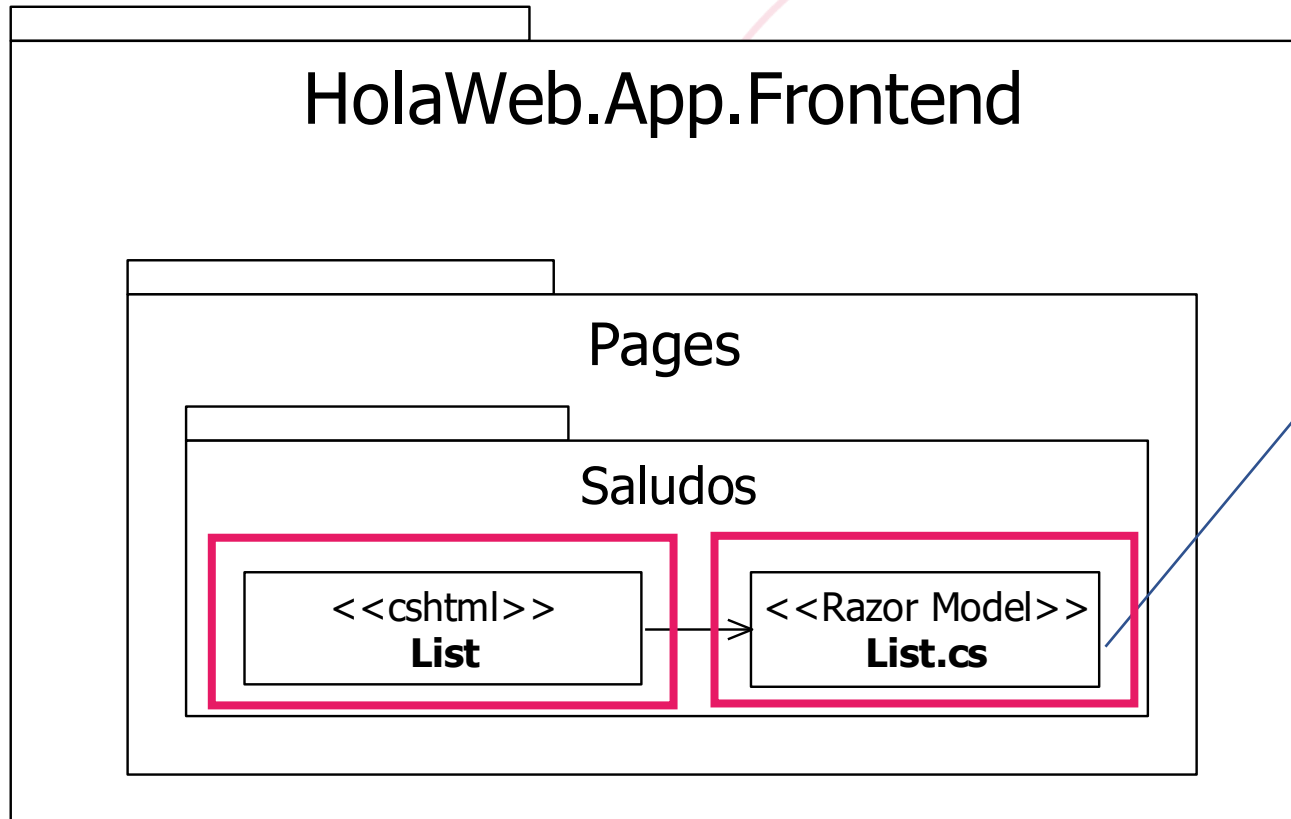 HolaWeb.App.Frontend
Pages
Saludos
<<cshtml>>
List
<<Razor Model>>
List.cs